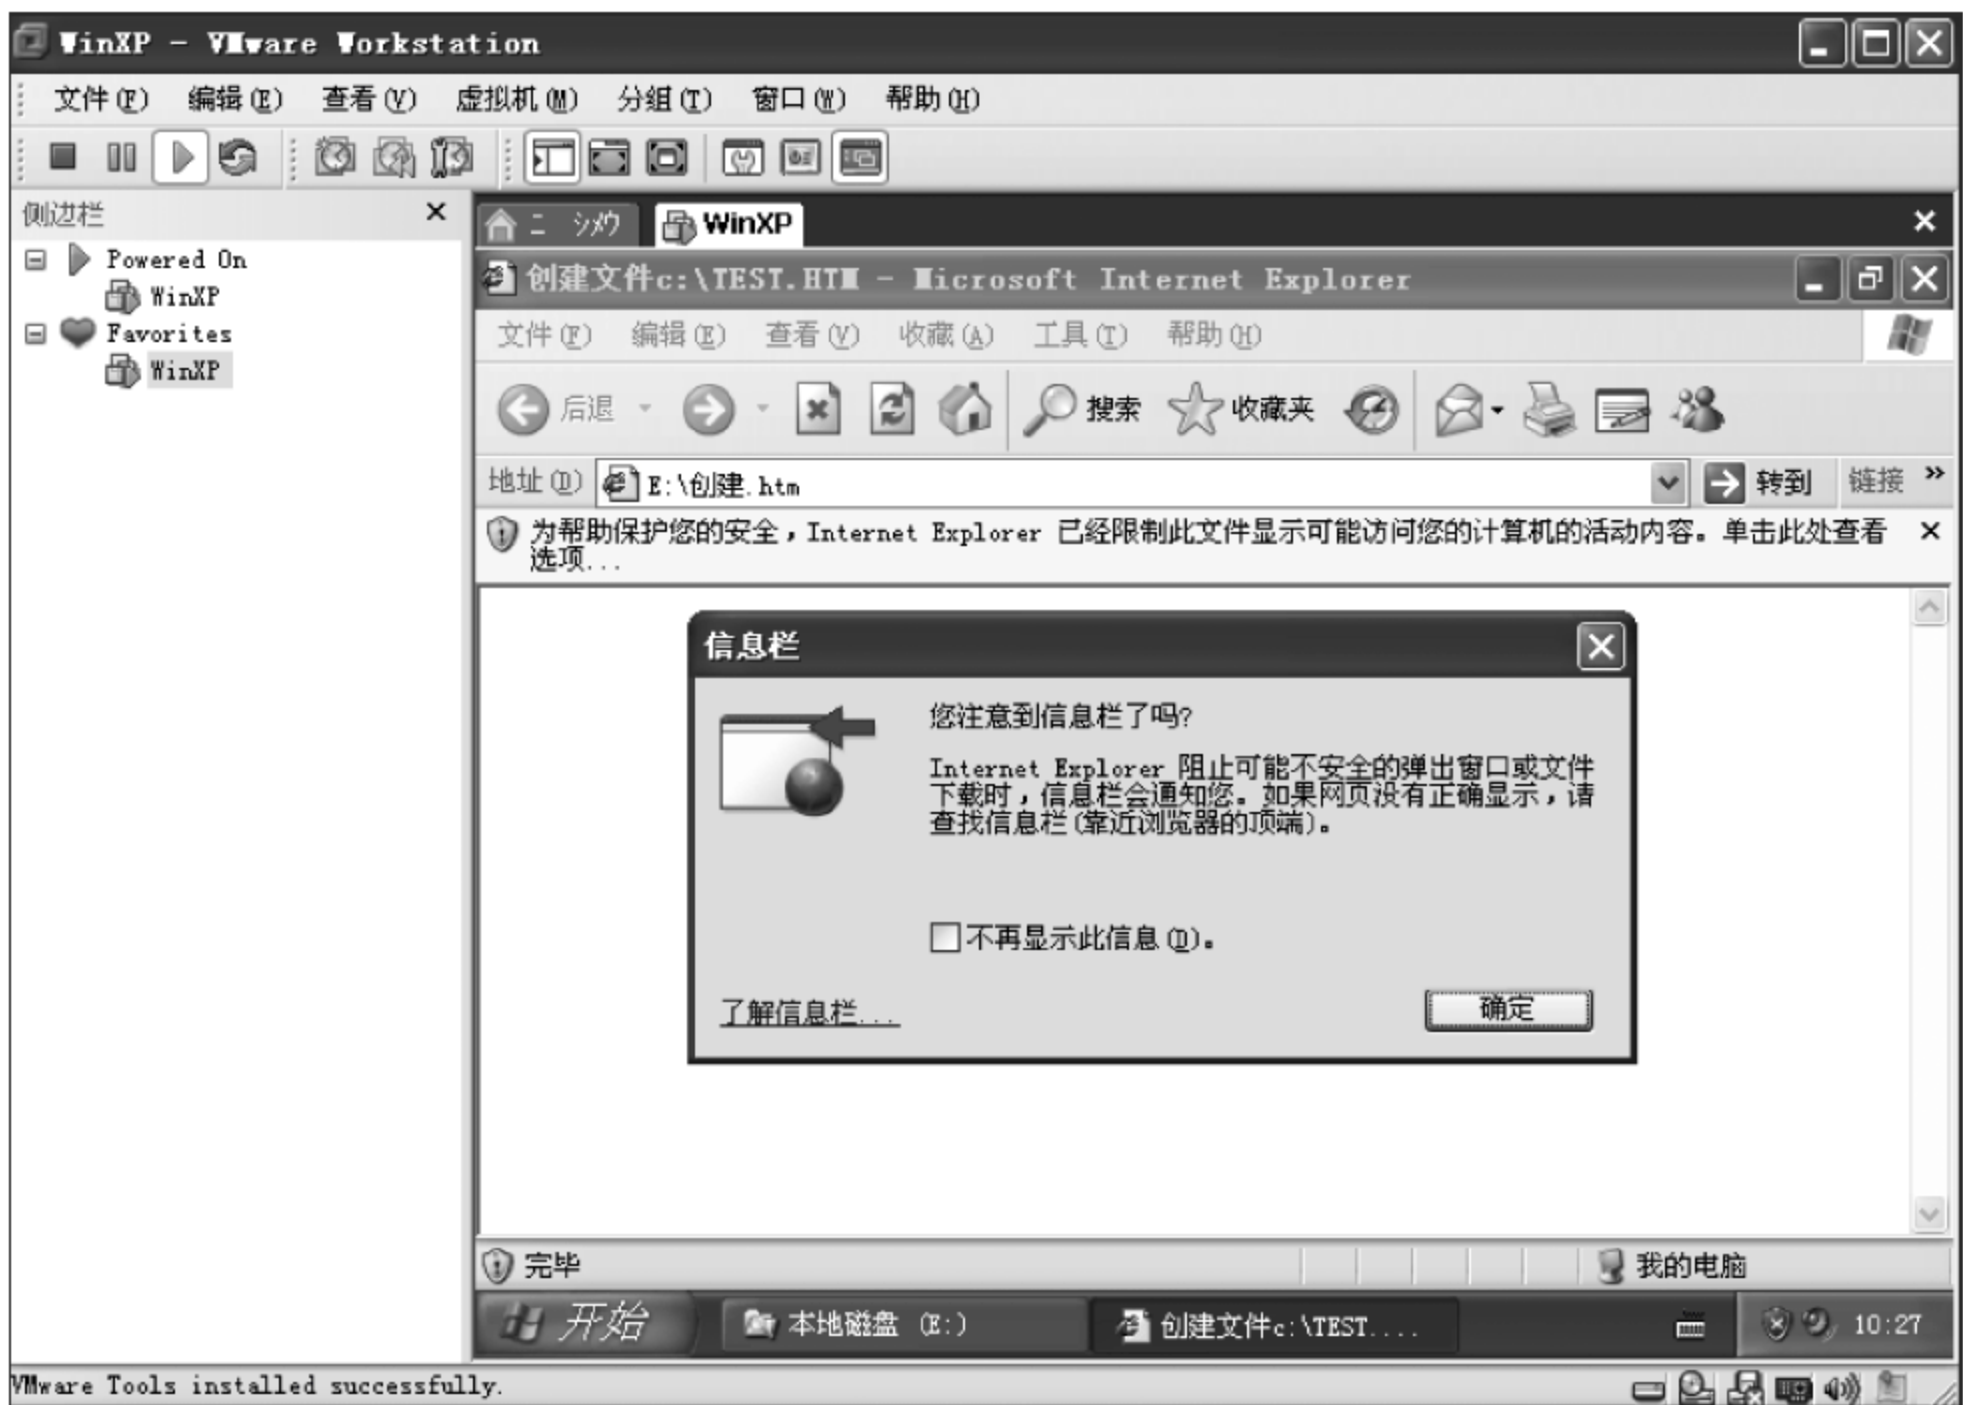 WinXP - VMware Workstation
文件(F) 编辑(E) 查看(V) 虚拟机(M) 分组(T) 窗口(W) 帮助(H)
侧边栏
Powered On
WinXP
Favorites
WinXP
ニ シメウ WinXP
创建文件c:\TEST.HTM - Microsoft Internet Explorer
文件(F) 编辑(E) 查看(V) 收藏(A) 工具(T) 帮助(H)
后退 搜索 收藏夹
地址(D) E:\创建.htm 转到 链接 »
为帮助保护您的安全，Internet Explorer 已经限制此文件显示可能访问您的计算机的活动内容。单击此处查看
选项...
信息栏
您注意到信息栏了吗?
Internet Explorer 阻止可能不安全的弹出窗口或文件
下载时，信息栏会通知您。如果网页没有正确显示，请
查找信息栏(靠近浏览器的顶端)。
不再显示此信息(D)。
了解信息栏...
确定
完毕 我的电脑
开始 本地磁盘 (E:) 创建文件c:\TEST.... 10:27
VMware Tools installed successfully.